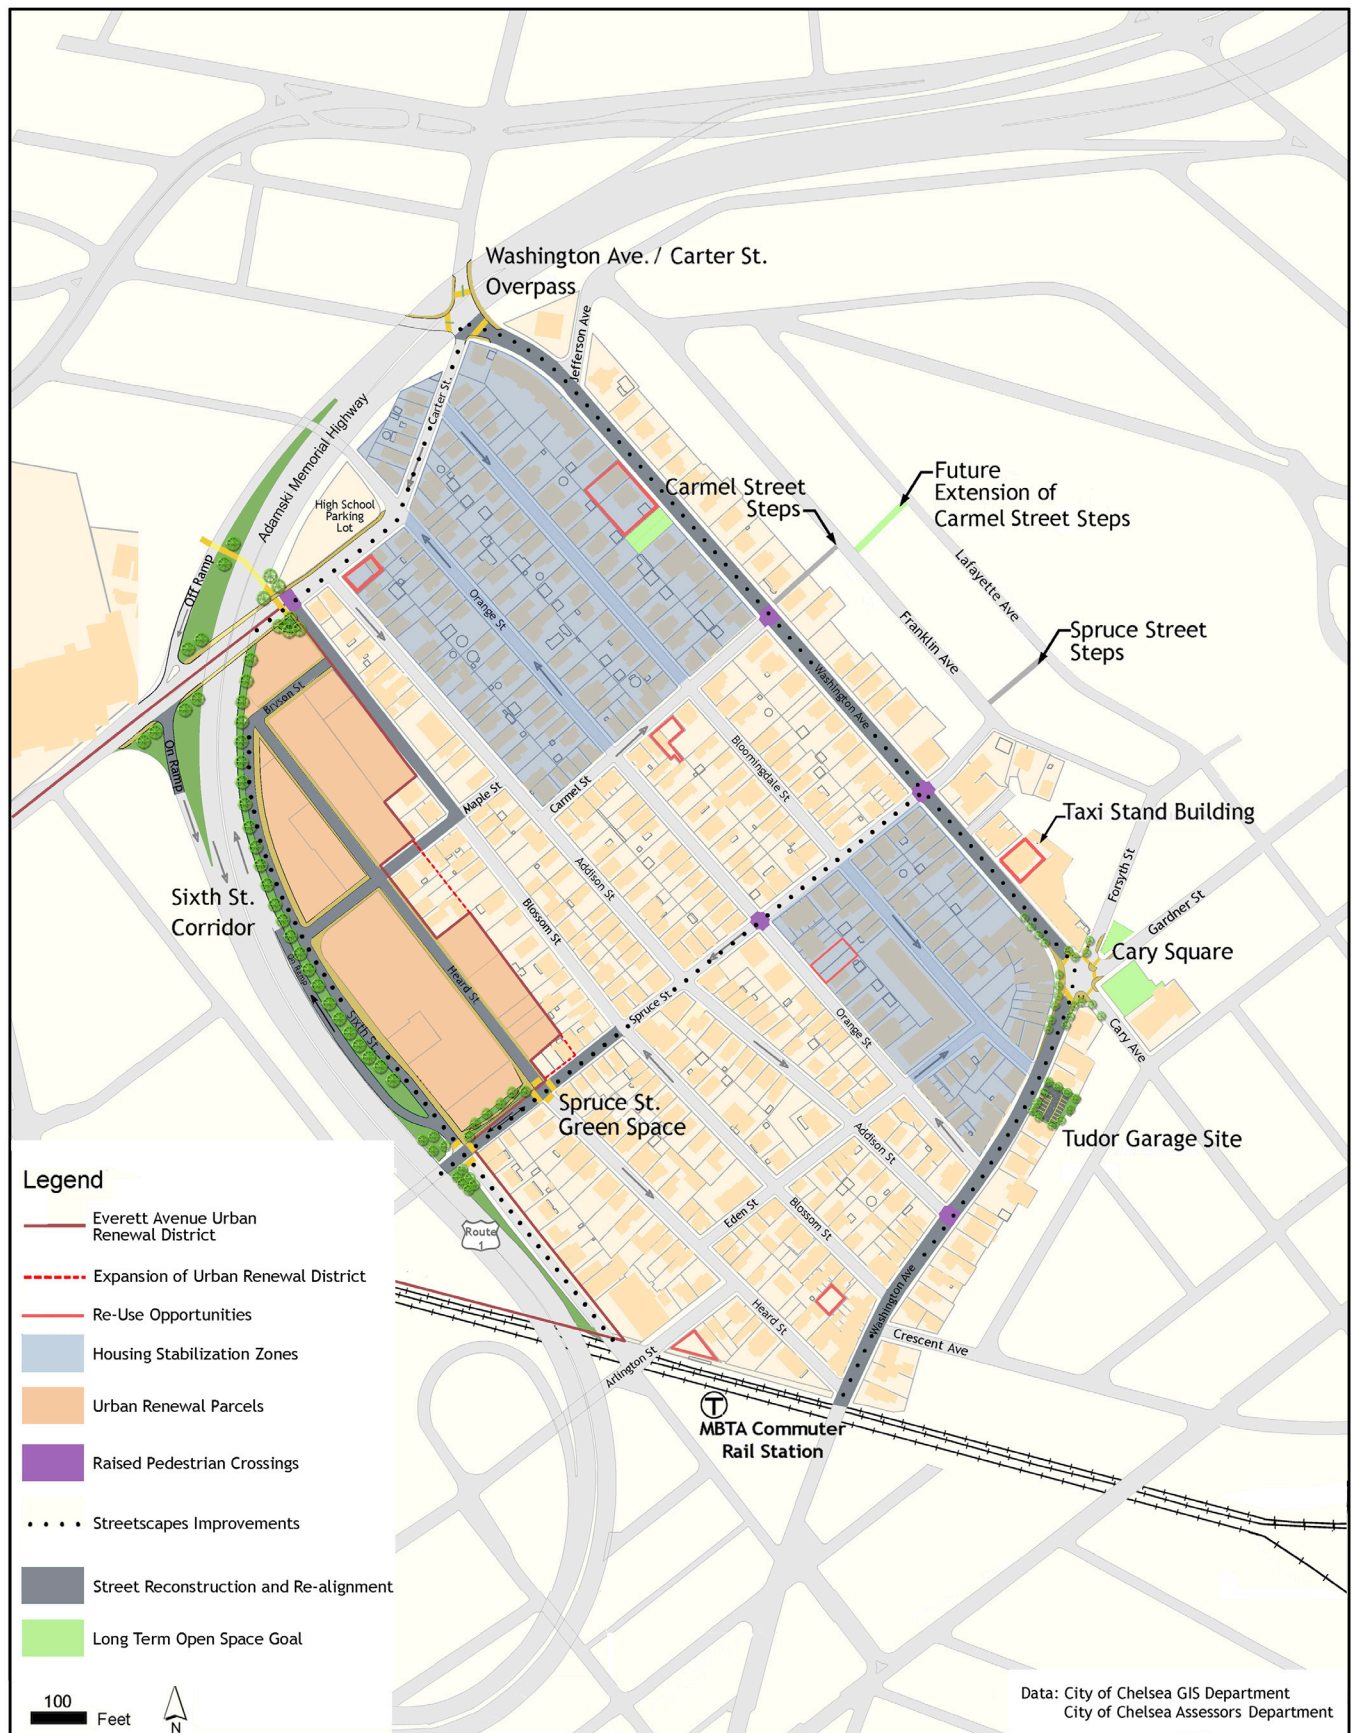 Washington Ave./ Carter St.
Overpass
Jefferson Ave
Carter St.
Adamski Memorial Highway
High School
Parking
Lot
Carmel Street
Steps
Future
Extension of
Carmel Street Steps
Lafayette Ave
Off Ramp
Orange St
Franklin Ave
Spruce Street
Steps
Washington Ave
Bryson St
On Ramp
Bloomingdale St
Maple St
Carmel St
Taxi Stand Building
Addison St
Forsyth St
Gardner St
Sixth St.
Corridor
Blossom St
Cary Square
On Ramp
Heard St
Spruce St
Orange St
Sixth St.
Cary Ave
Spruce St.
Green Space
Addison St
Tudor Garage Site
Eden St
Blossom St
Route
1
Washington Ave
Heard St
Crescent Ave
Arlington St
T
MBTA Commuter
Rail Station
Legend
Everett Avenue Urban
Renewal District
Expansion of Urban Renewal District
Re-Use Opportunities
Housing Stabilization Zones
Urban Renewal Parcels
Raised Pedestrian Crossings
Streetscapes Improvements
Street Reconstruction and Re-alignment
Long Term Open Space Goal
100
Feet
N
Data: City of Chelsea GIS Department
City of Chelsea Assessors Department